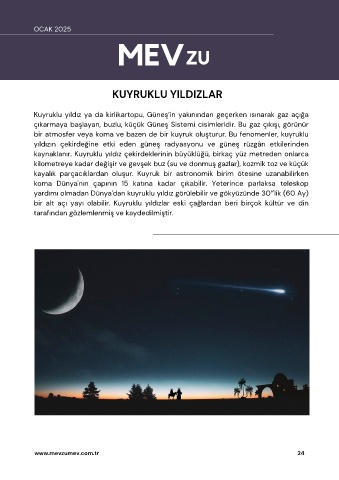 OCAK 2025
MEVZU
KUYRUKLU YILDIZLAR
Kuyruklu yıldız ya da kirlikartopu, Güneş'in yakınından geçerken ısınarak gaz açığa
çıkarmaya başlayan, buzlu, küçük Güneş Sistemi cisimleridir. Bu gaz çıkışı, görünür
bir atmosfer veya koma ve bazen de bir kuyruk oluşturur. Bu fenomenler, kuyruklu
yıldızın çekirdeğine etki eden güneş radyasyonu ve güneş rüzgârı etkilerinden
kaynaklanır. Kuyruklu yıldız çekirdeklerinin büyüklüğü, birkaç yüz metreden onlarca
kilometreye kadar değişir ve gevşek buz (su ve donmuş gazlar), kozmik toz ve küçük
kayalık parçacıklardan oluşur. Kuyruk bir astronomik birim ötesine uzanabilirken
koma Dünya'nın çapının 15 katına kadar çıkabilir. Yeterince parlaksa teleskop
yardımı olmadan Dünya'dan kuyruklu yıldız görülebilir ve gökyüzünde 30°'lik (60 Ay)
bir alt açı yayı olabilir. Kuyruklu yıldızlar eski çağlardan beri birçok kültür ve din
tarafından gözlemlenmiş ve kaydedilmiştir.
www.mevzumev.com.tr
24